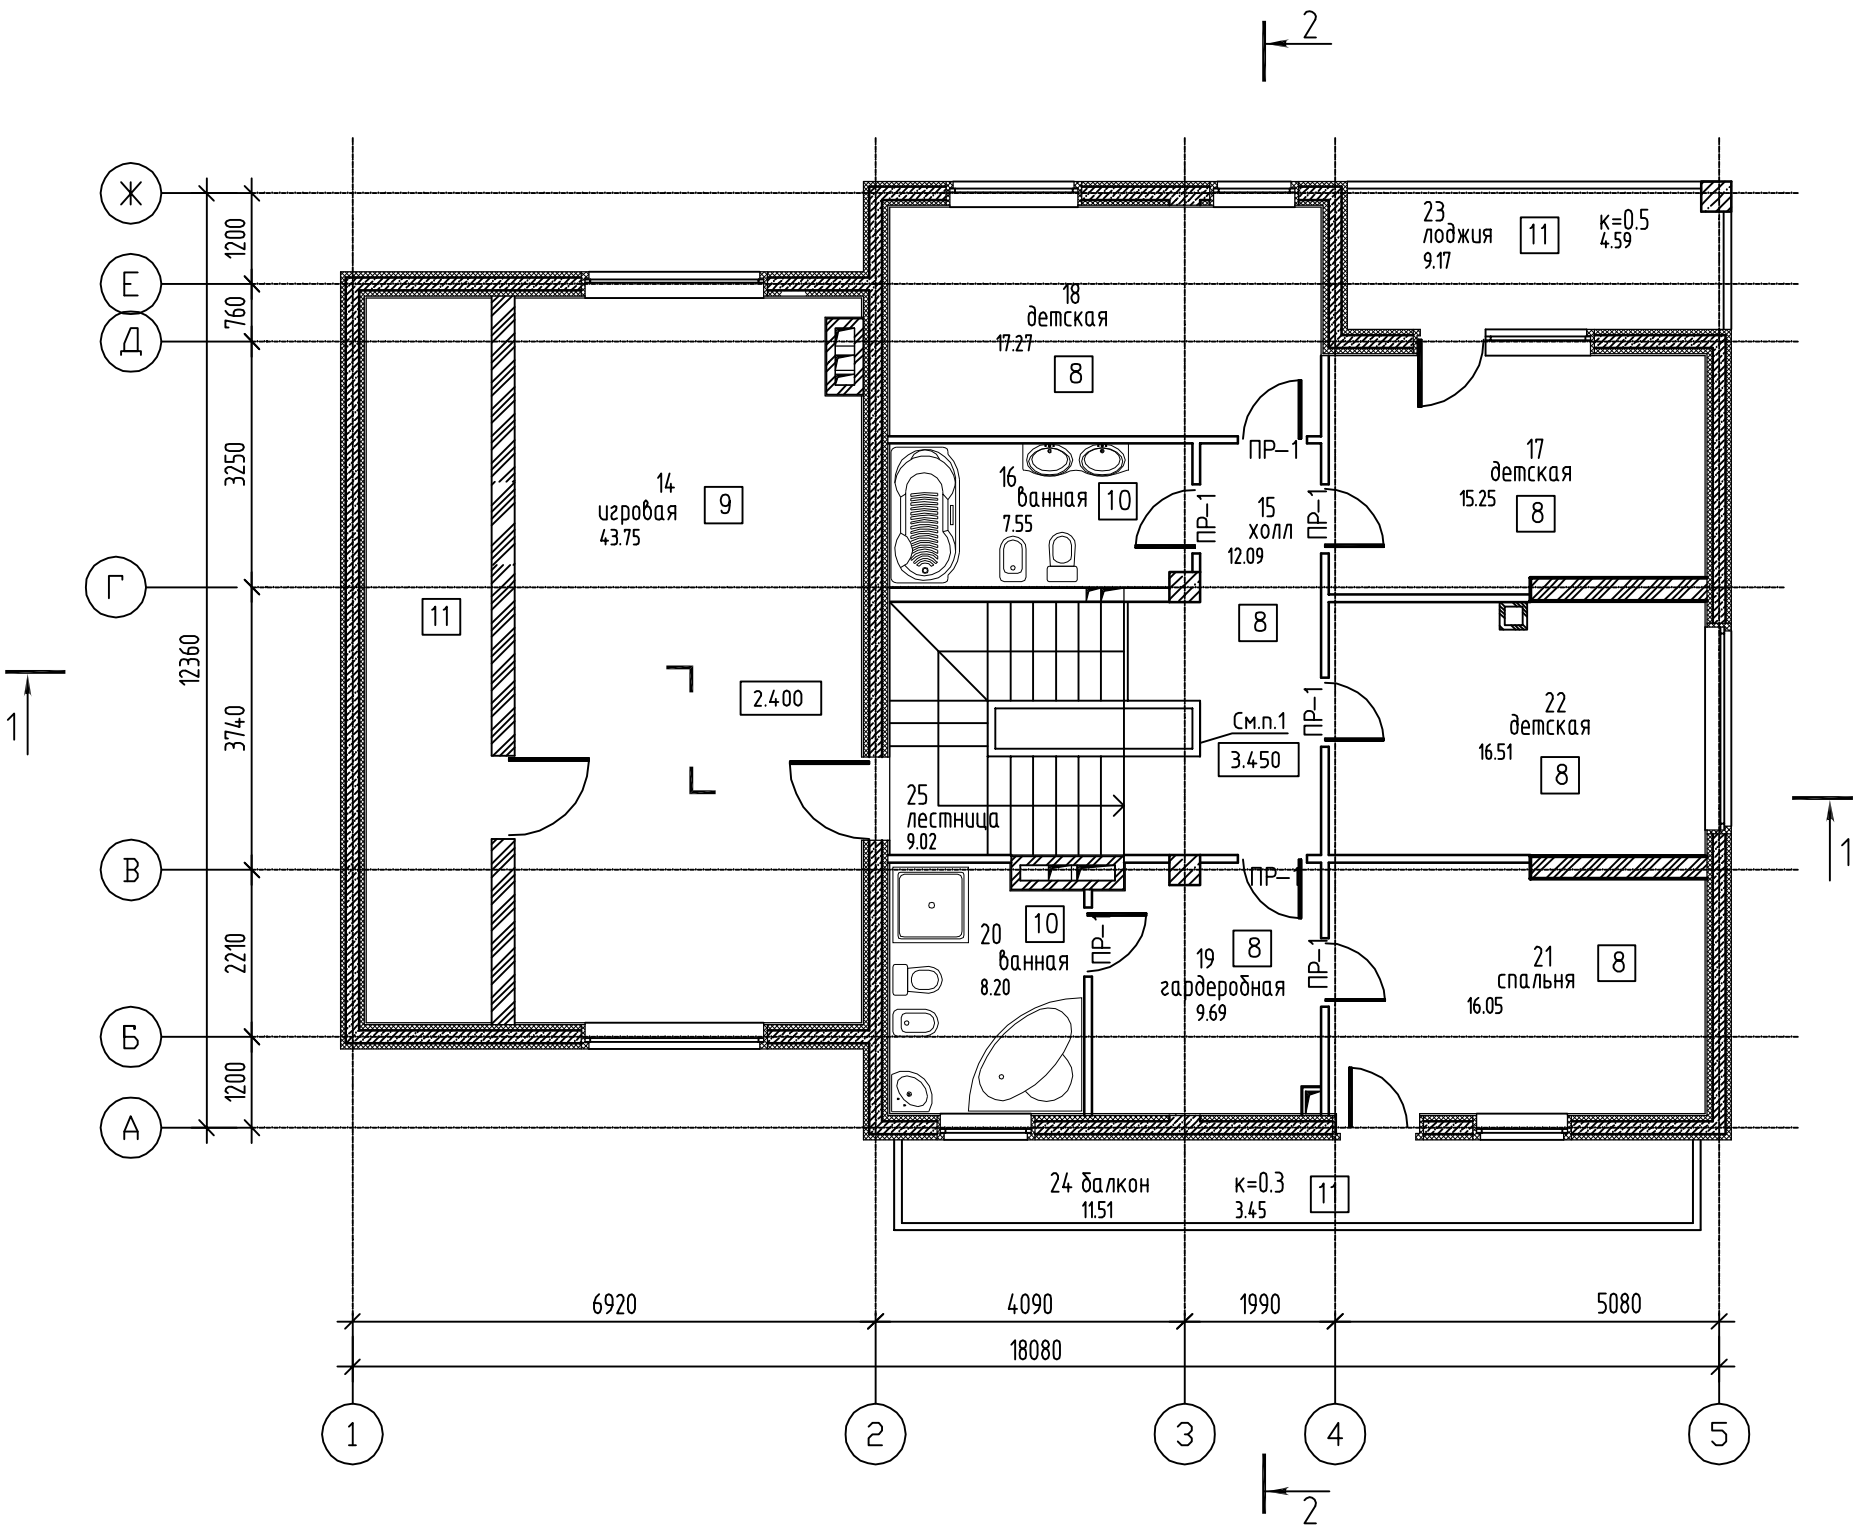 2
Ж
Е
Д
Г
В
Б
А
1200
760
3250
3740
2210
1200
12360
23
лоджия
9.17
11
к=0.5
4.59
18
детская
17.27
8
ПР-1
14
игровая
43.75
9
16
ванная
7.55
10
ПР-1
15
холл
12.09
ПР-1
17
детская
15.25
8
11
8
2.400
См.п.1
3.450
ПР-1
22
детская
16.51
8
1
1
25
лестница
9.02
ПР-1
20
ванная
8.20
10
ПР-1
19
гардеробная
9.69
8
ПР-1
21
спальня
16.05
8
24 балкон
11.51
к=0.3
3.45
11
6920
4090
1990
5080
18080
1
2
3
4
5
2